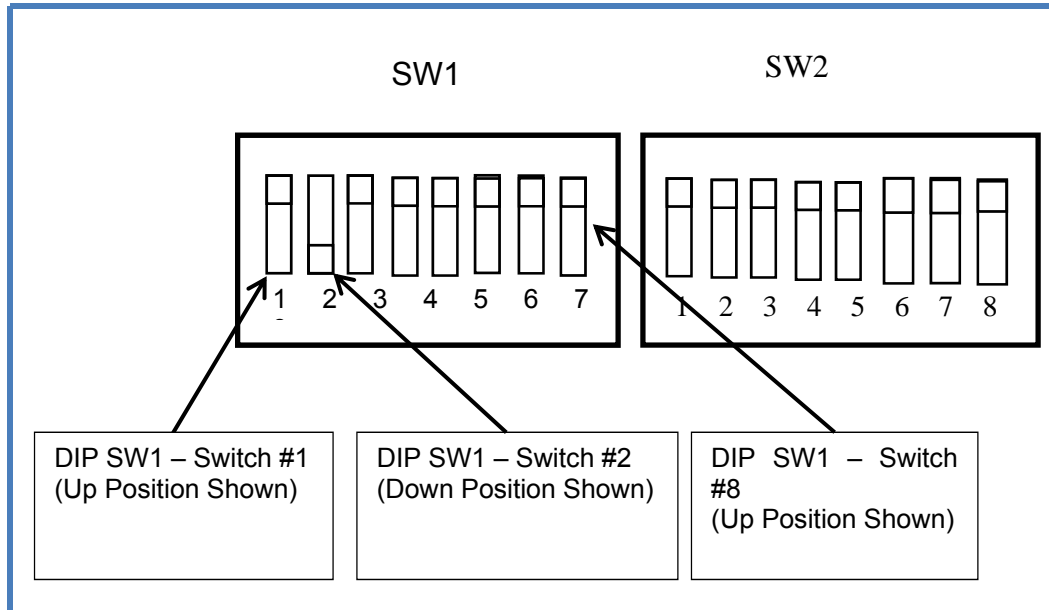 SW1
SW2
1 2 3 4 5 6 7
1 2 3 4 5 6 7 8
DIP SW1 – Switch #1
(Up Position Shown)
DIP SW1 – Switch #2
(Down Position Shown)
DIP SW1 – Switch
#8
(Up Position Shown)